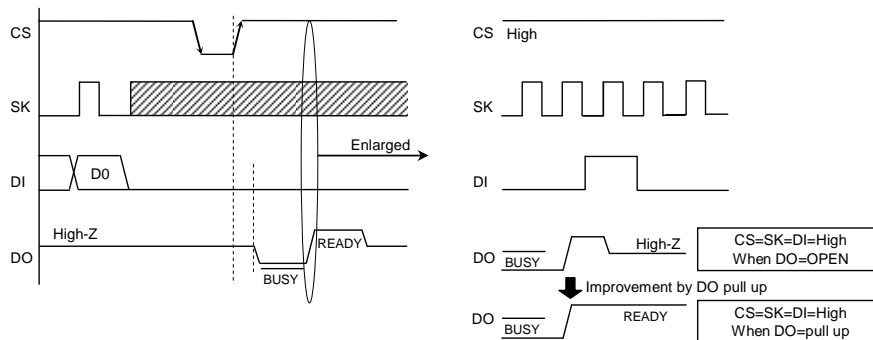 CS
SK
DI
D0
DO
High-Z
BUSY
READY
Enlarged
CS High
SK
DI
DO
BUSY
High-Z
CS=SK=DI=High
When DO=OPEN
Improvement by DO pull up
DO
BUSY
READY
CS=SK=DI=High
When DO=pull up